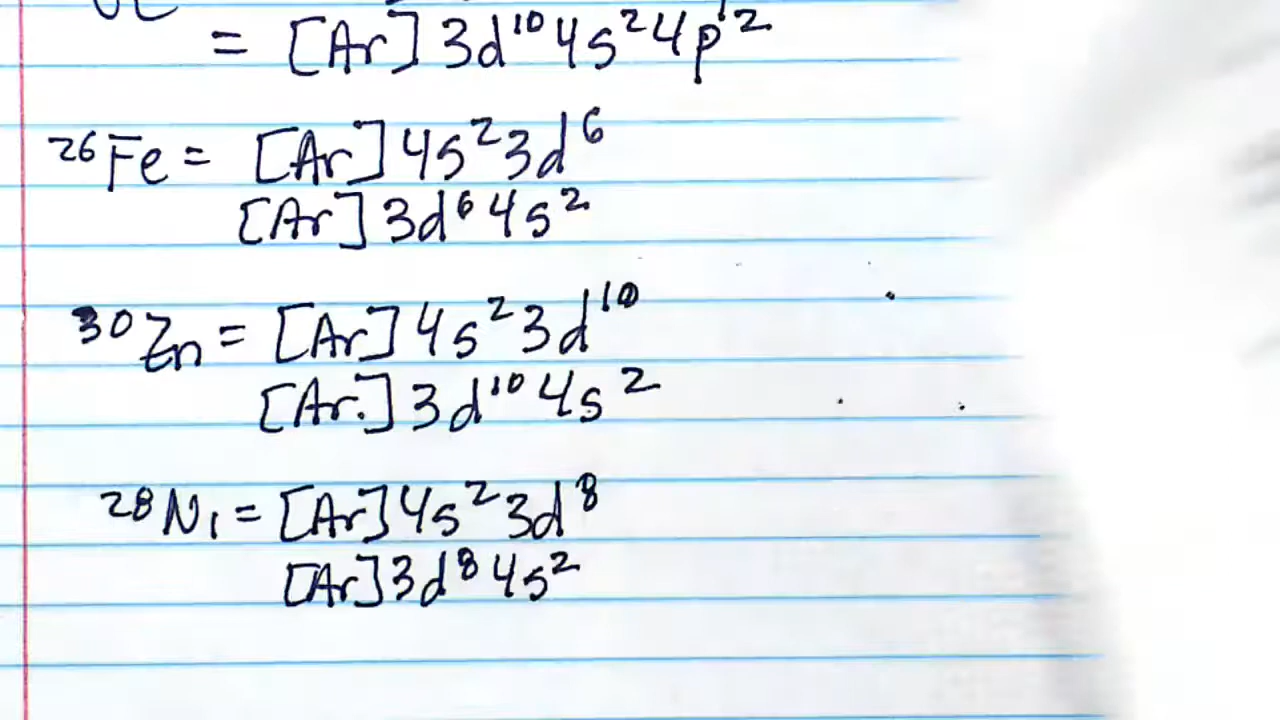 = [Ar] 3d¹⁰ 4s² 4p²
²⁶Fe = [Ar] 4s² 3d⁶
[Ar] 3d⁶ 4s²
³⁰Zn = [Ar] 4s² 3d¹⁰
[Ar.] 3d¹⁰ 4s²
²⁸Ni = [Ar] 4s² 3d⁸
[Ar] 3d⁸ 4s²